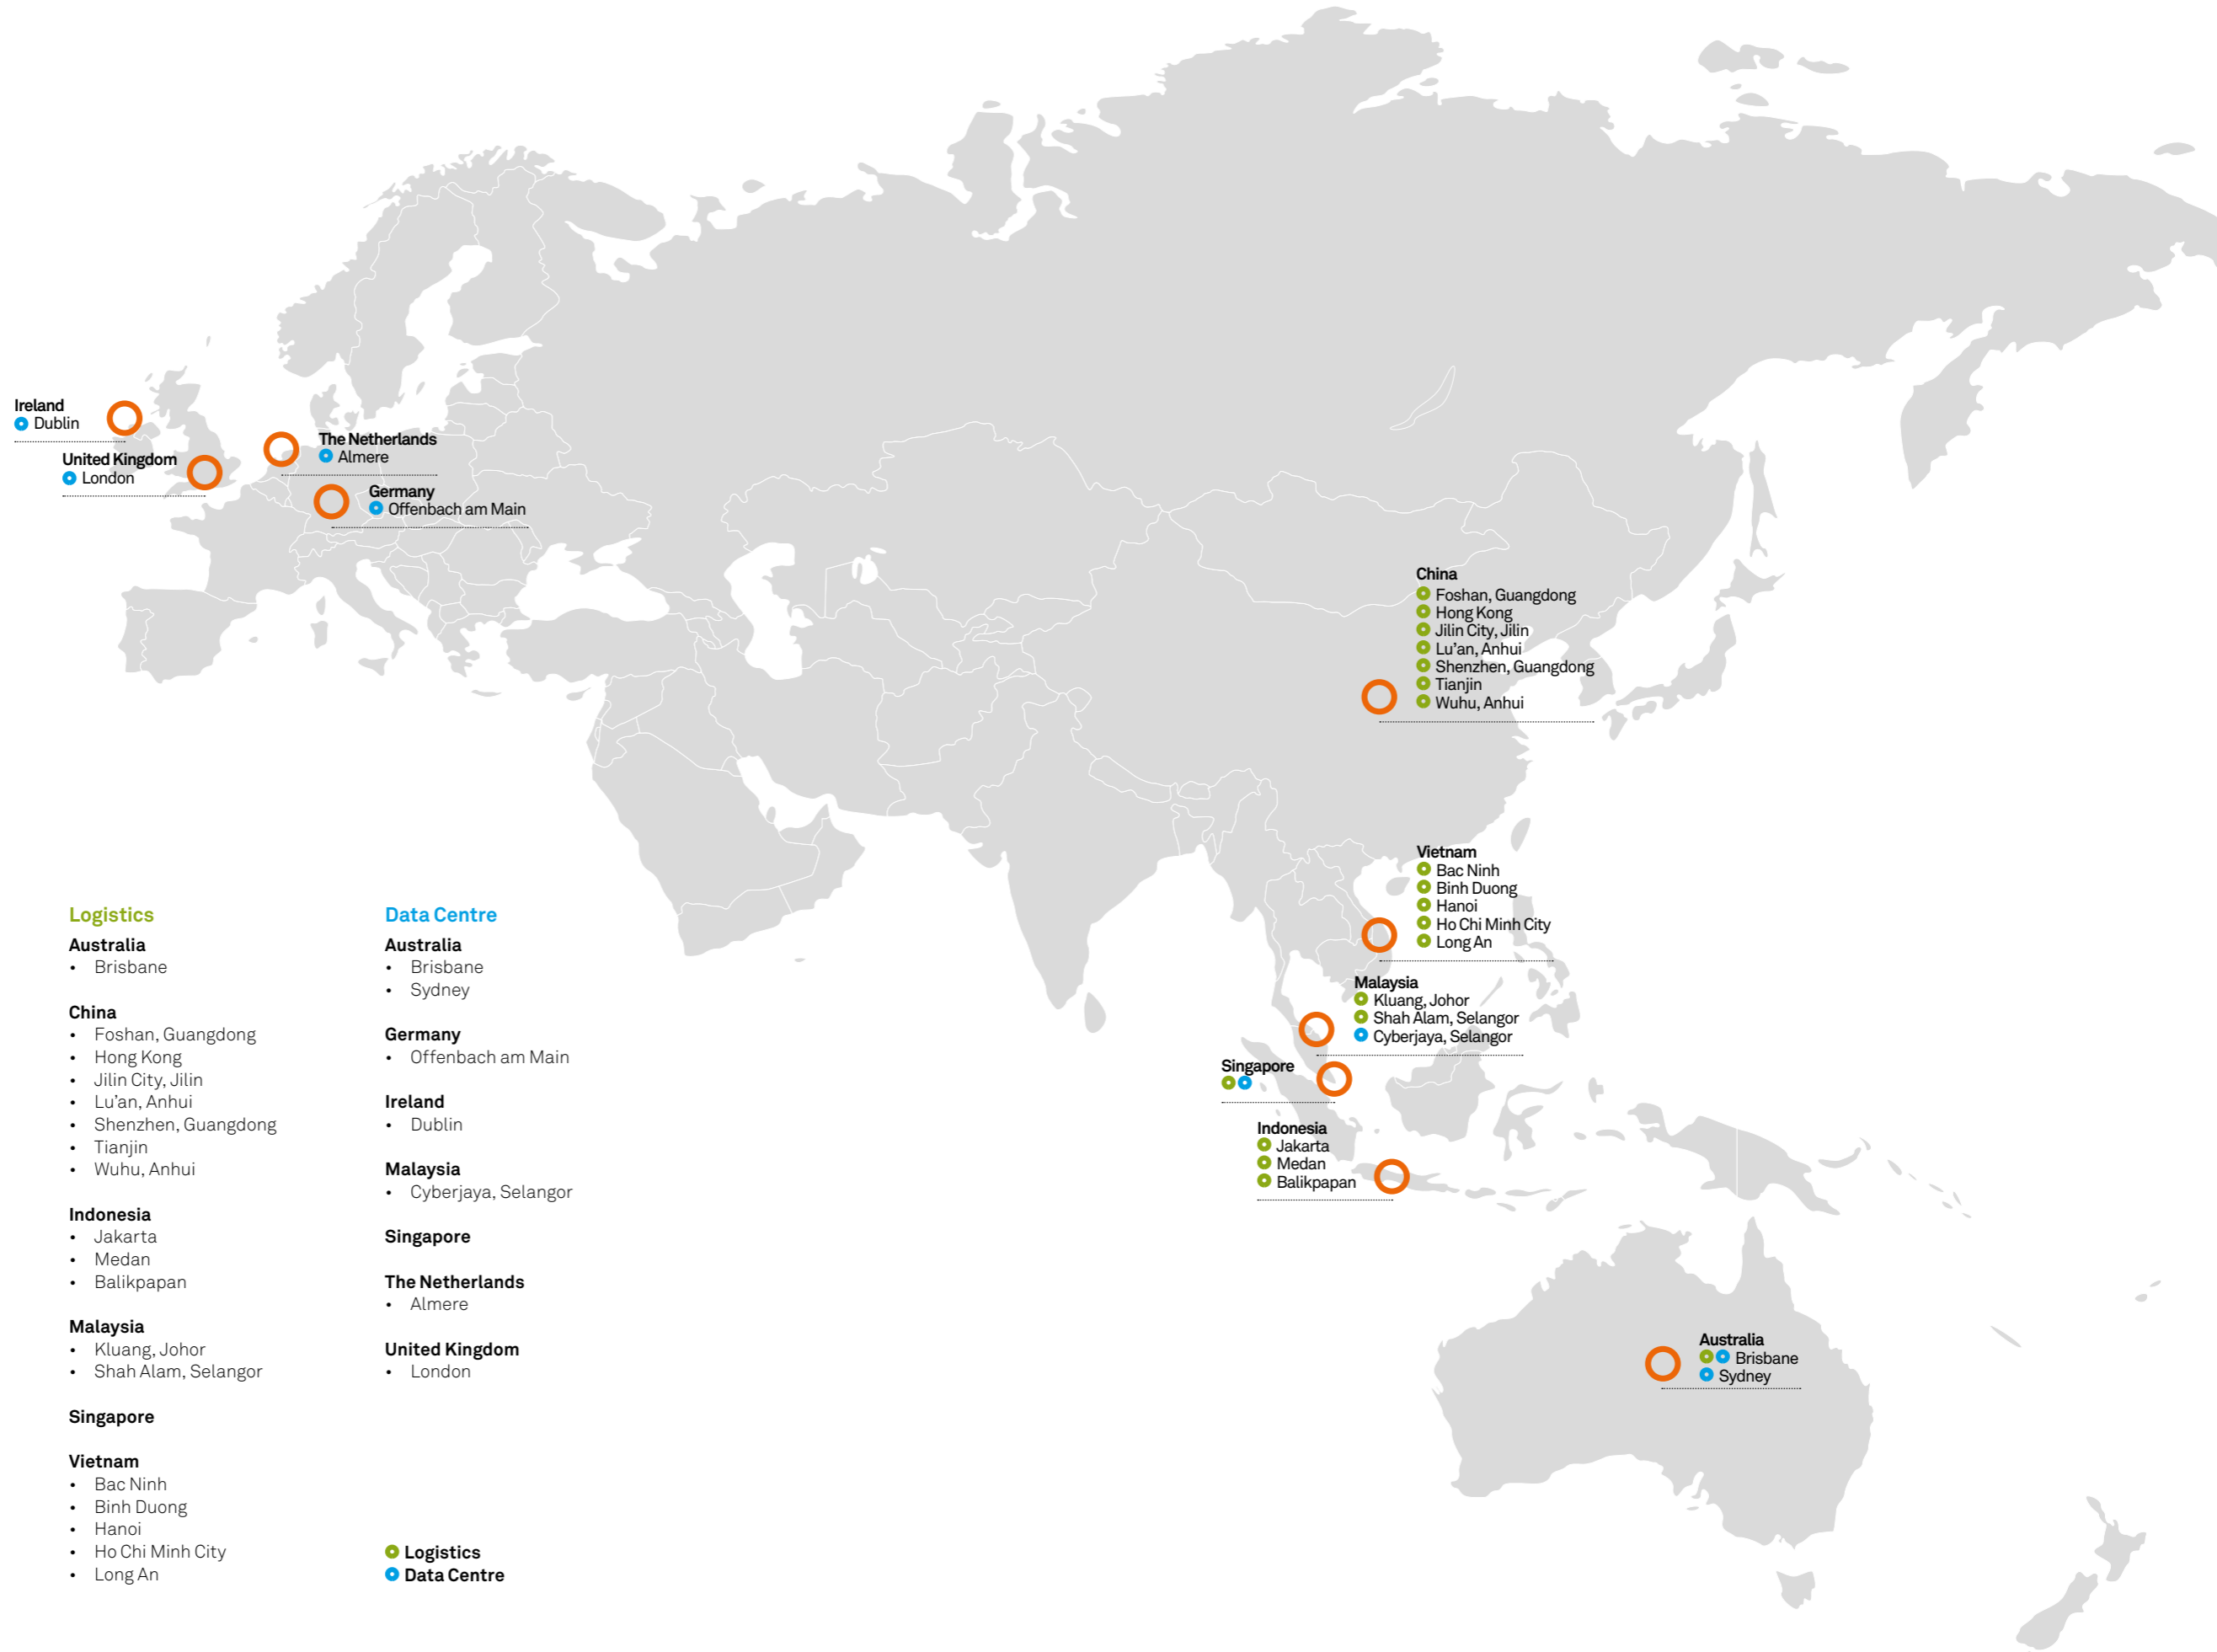 Ireland
Dublin
United Kingdom
London
The Netherlands
Almere
Germany
Offenbach am Main
China
Foshan, Guangdong
Hong Kong
Jilin City, Jilin
Lu'an, Anhui
Shenzhen, Guangdong
Tianjin
Wuhu, Anhui
Vietnam
Bac Ninh
Binh Duong
Hanoi
Ho Chi Minh City
Long An
Malaysia
Kluang, Johor
Shah Alam, Selangor
Cyberjaya, Selangor
Singapore
Indonesia
Jakarta
Medan
Balikpapan
Australia
Brisbane
Sydney
Logistics
Australia
• Brisbane
China
• Foshan, Guangdong
• Hong Kong
• Jilin City, Jilin
• Lu'an, Anhui
• Shenzhen, Guangdong
• Tianjin
• Wuhu, Anhui
Indonesia
• Jakarta
• Medan
• Balikpapan
Malaysia
• Kluang, Johor
• Shah Alam, Selangor
Singapore
Vietnam
• Bac Ninh
• Binh Duong
• Hanoi
• Ho Chi Minh City
• Long An
Data Centre
Australia
• Brisbane
• Sydney
Germany
• Offenbach am Main
Ireland
• Dublin
Malaysia
• Cyberjaya, Selangor
Singapore
The Netherlands
• Almere
United Kingdom
• London
Logistics
Data Centre